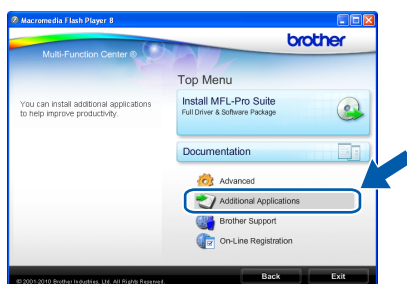 Macromedia Flash Player 8
brother
Multi-Function Center ®
Top Menu
You can install additional applications
to help improve productivity.
Install MFL-Pro Suite
Full Driver & Software Package
Documentation
Advanced
Additional Applications
Brother Support
On-Line Registration
© 2001-2010 Brother Industries, Ltd. All Rights Reserved.
Back
Exit